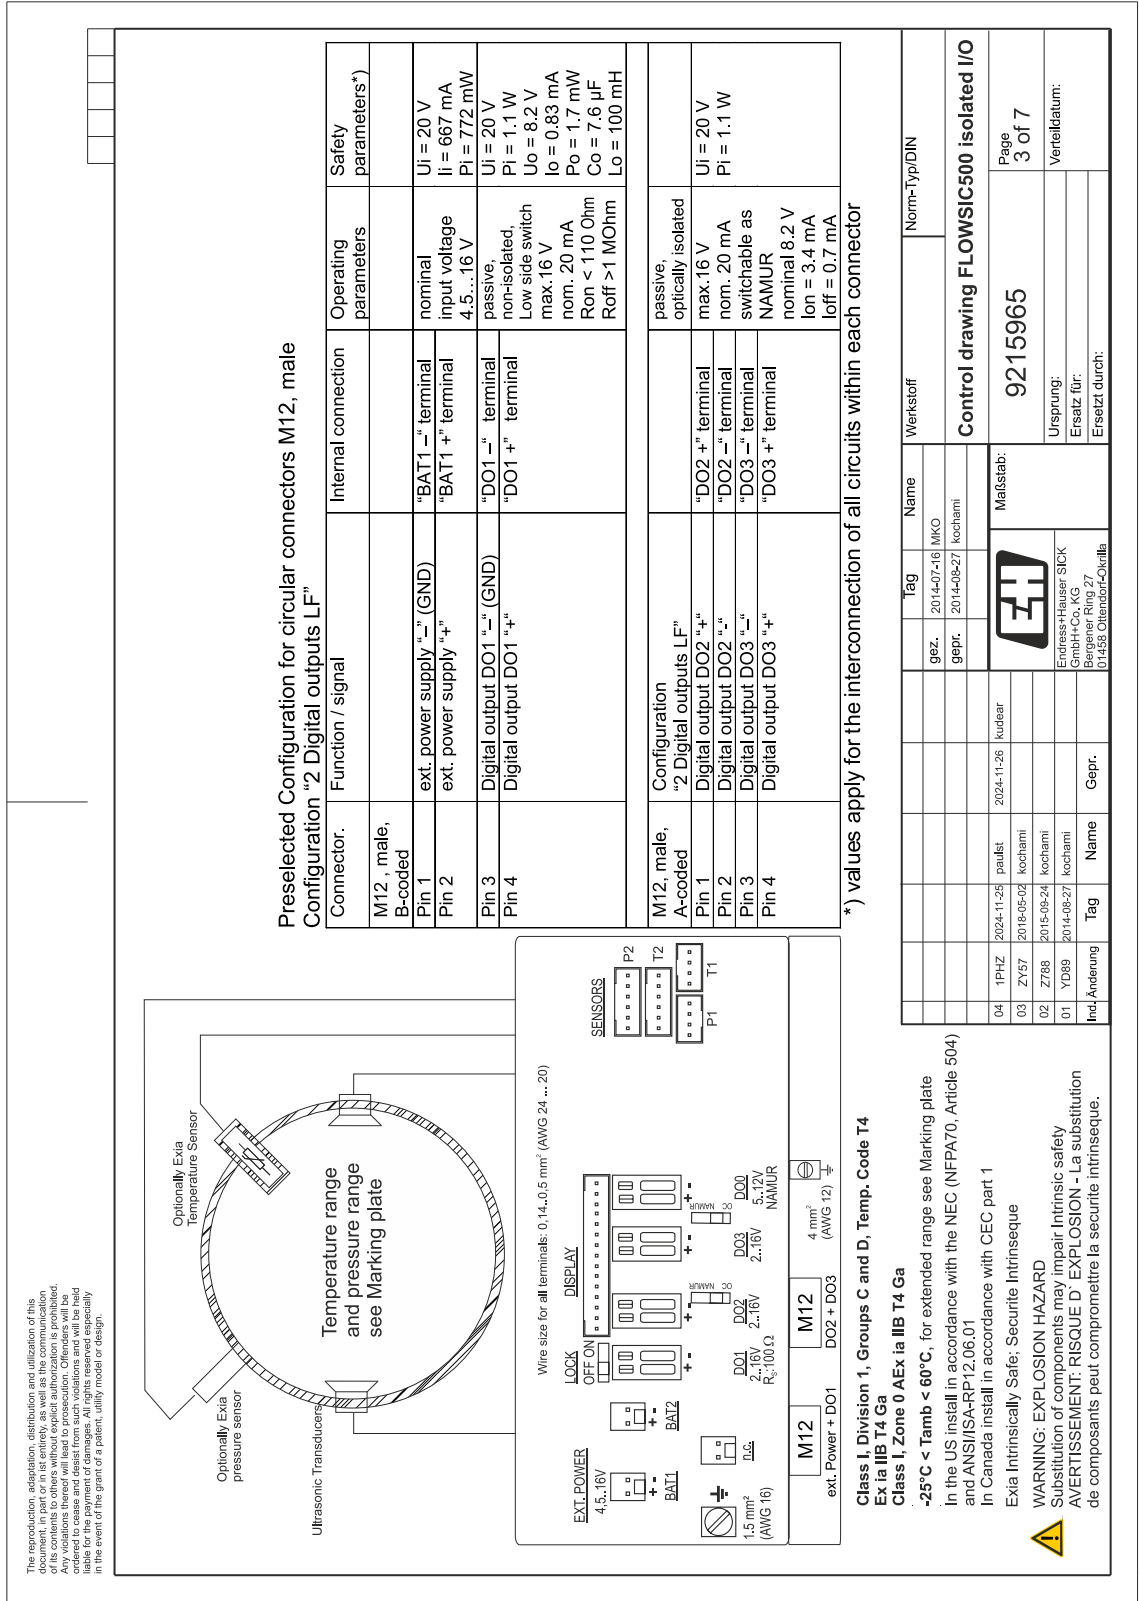 The reproduction, adaptation, distribution and utilization of this
document, in part or in ist entirety, as well as the communication
of its contents to others without explicit authorization is prohibited.
Any violations thereof will lead to prosecution. Offenders will be
ordered to cease and desist from such violations and will be held
liable for the payment of damages. All rights reserved especially
in the event of the grant of a patent, utility model or design.
Optionally Exia
pressure sensor
Optionally Exia
Temperature Sensor
Ultrasonic Transducers
Temperature range
and pressure range
see Marking plate
Wire size for all terminals: 0,14..0,5 mm² (AWG 24 ... 20)
EXT. POWER
4,5..16V
LOCK
OFF ON
DISPLAY
SENSORS
P2
T2
P1
T1
+ -
BAT1
+ -
BAT2
n.c.
1.5 mm²
(AWG 16)
+ -
DO1
2..16V
Rₛ:100 Ω
+ -
DO2
2..16V
OC NAMUR
+ -
DO3
2..16V
OC NAMUR
+ -
DO0
5..12V
NAMUR
M12
ext. Power + DO1
M12
DO2 + DO3
4 mm²
(AWG 12)
Class I, Division 1, Groups C and D, Temp. Code T4
Ex ia IIB T4 Ga
Class I, Zone 0 AEx ia IIB T4 Ga
-25°C < Tamb < 60°C, for extended range see Marking plate
In the US install in accordance with the NEC (NFPA70, Article 504)
and ANSI/ISA-RP12.06.01
In Canada install in accordance with CEC part 1
Exia Intrinsically Safe; Securite Intrinseque
WARNING: EXPLOSION HAZARD
Substitution of components may impair Intrinsic safety
AVERTISSEMENT: RISQUE D` EXPLOSION - La substitution
de composants peut compromettre la securite intrinseque.
Preselected Configuration for circular connectors M12, male
Configuration “2 Digital outputs LF”
Connector. Function / signal Internal connection Operating parameters Safety parameters*)
M12 , male,
B-coded
Pin 1 ext. power supply “–” (GND) “BAT1 –“ terminal nominal Ui = 20 V
Pin 2 ext. power supply “+” “BAT1 +” terminal input voltage Ii = 667 mA
4.5…16 V Pi = 772 mW
Pin 3 Digital output DO1 “–“ (GND) “DO1 –“ terminal passive, Ui = 20 V
Pin 4 Digital output DO1 “+“ “DO1 +” terminal non-isolated, Pi = 1.1 W
Low side switch Uo = 8.2 V
max.16 V Io = 0.83 mA
nom. 20 mA Po = 1.7 mW
Ron < 110 Ohm Co = 7.6 µF
Roff >1 MOhm Lo = 100 mH
M12, male, Configuration passive,
A-coded “2 Digital outputs LF” optically isolated
Pin 1 Digital output DO2 “+“ “DO2 +” terminal max.16 V Ui = 20 V
Pin 2 Digital output DO2 “-“ “DO2 –“ terminal nom. 20 mA Pi = 1.1 W
Pin 3 Digital output DO3 “–“ “DO3 –“ terminal switchable as
Pin 4 Digital output DO3 “+“ “DO3 +” terminal NAMUR
nominal 8.2 V
Ion = 3.4 mA
Ioff = 0.7 mA
*) values apply for the interconnection of all circuits within each connector
Tag Name Werkstoff Norm-Typ/DIN
gez. 2014-07-16 MKO
gepr. 2014-08-27 kochami
Control drawing FLOWSIC500 isolated I/O
04 1PHZ 2024-11-25 paulst 2024-11-26 kudear
03 ZY57 2018-05-02 kochami
02 Z788 2015-09-24 kochami
01 YD89 2014-08-27 kochami
Ind. Änderung Tag Name Gepr.
EH
Endress+Hauser SICK
GmbH+Co. KG
Bergener Ring 27
01458 Ottendorf-Okrilla
Maßstab:
9215965
Page
3 of 7
Ursprung:
Ersatz für:
Ersetzt durch:
Verteildatum: